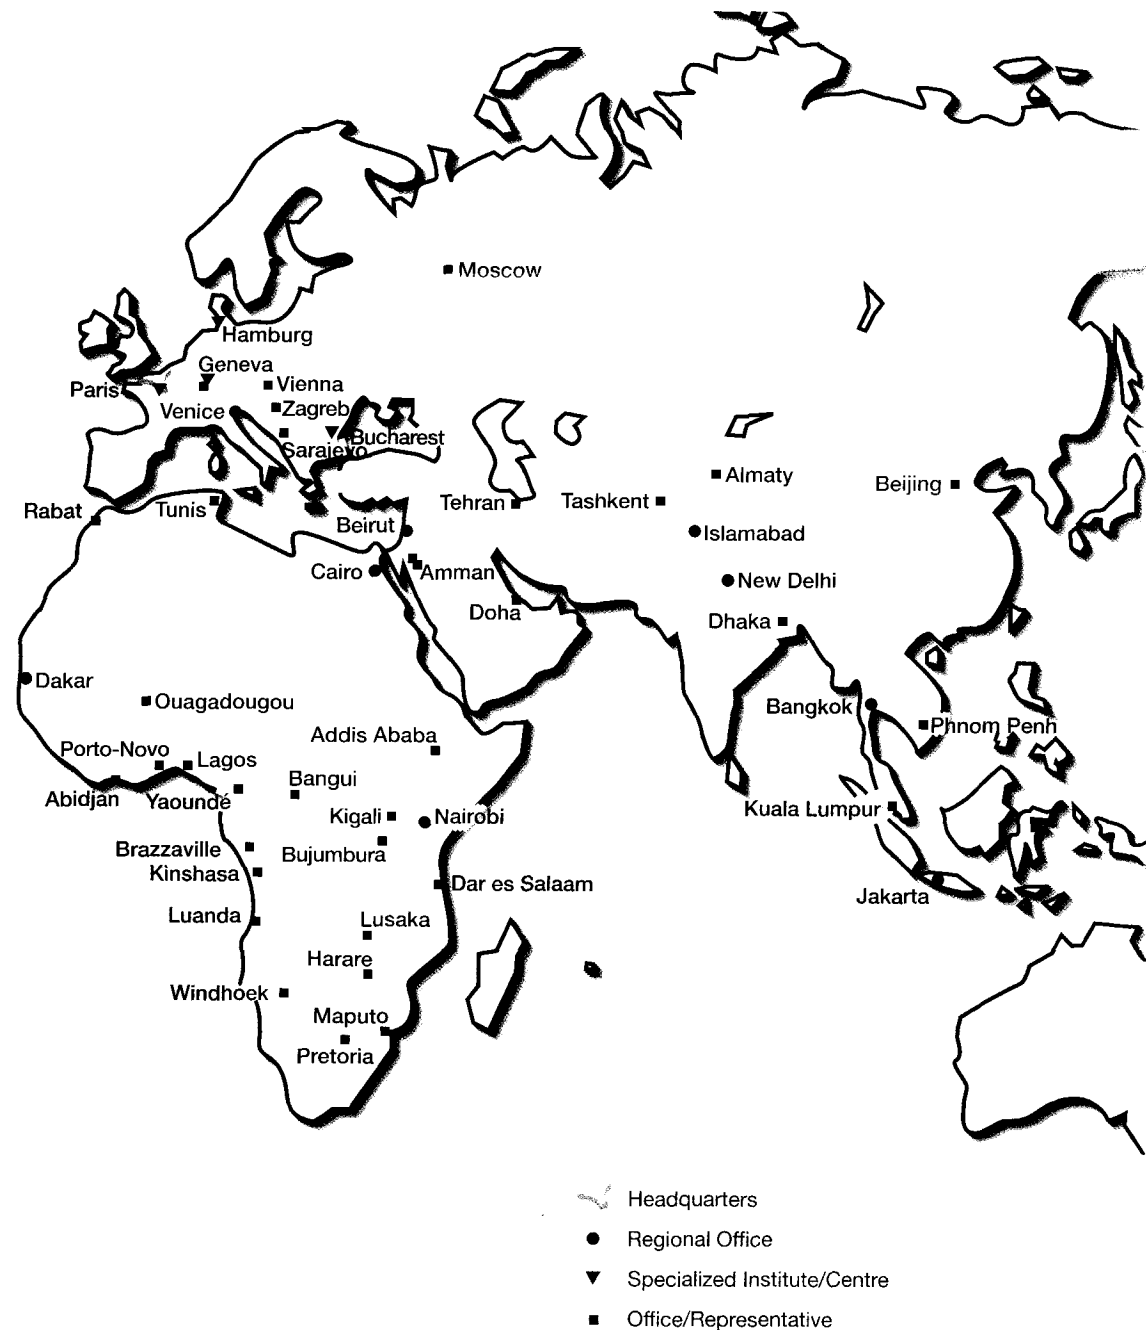 Moscow
Hamburg
Geneva
Paris
Vienna
Venice
Zagreb
Bucharest
Sarajevo
Almaty
Beijing
Tehran
Tashkent
Rabat
Tunis
Beirut
Islamabad
Cairo
Amman
New Delhi
Doha
Dhaka
Dakar
Ouagadougou
Bangkok
Phnom Penh
Addis Ababa
Porto-Novo
Lagos
Bangui
Abidjan
Yaoundé
Kuala Lumpur
Kigali
Nairobi
Brazzaville
Bujumbura
Kinshasa
Dar es Salaam
Jakarta
Luanda
Lusaka
Harare
Windhoek
Maputo
Pretoria
Headquarters
Regional Office
Specialized Institute/Centre
Office/Representative